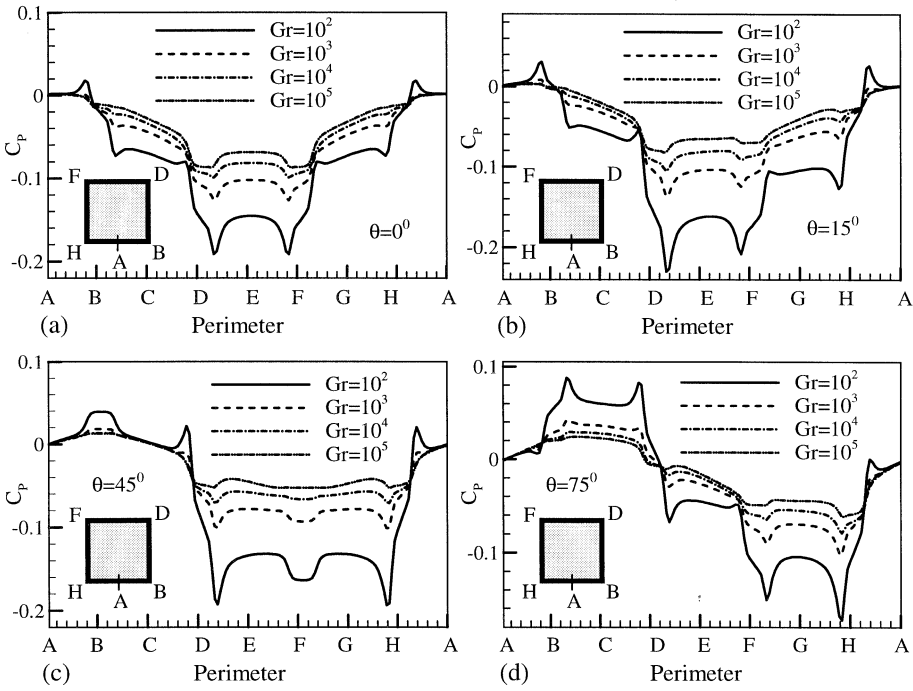 0.1
0
-0.1
-0.2
C_P
Gr=10²
Gr=10³
Gr=10⁴
Gr=10⁵
F D
H A B
θ=0⁰
A B C D E F G H A
(a) Perimeter
0
-0.1
-0.2
C_P
Gr=10²
Gr=10³
Gr=10⁴
Gr=10⁵
F D
H A B
θ=15⁰
A B C D E F G H A
(b) Perimeter
0.1
0
-0.1
-0.2
C_P
Gr=10²
Gr=10³
Gr=10⁴
Gr=10⁵
θ=45⁰
F D
H A B
A B C D E F G H A
(c) Perimeter
0.1
0
-0.1
C_P
Gr=10²
Gr=10³
Gr=10⁴
Gr=10⁵
θ=75⁰
F D
H A B
A B C D E F G H A
(d) Perimeter